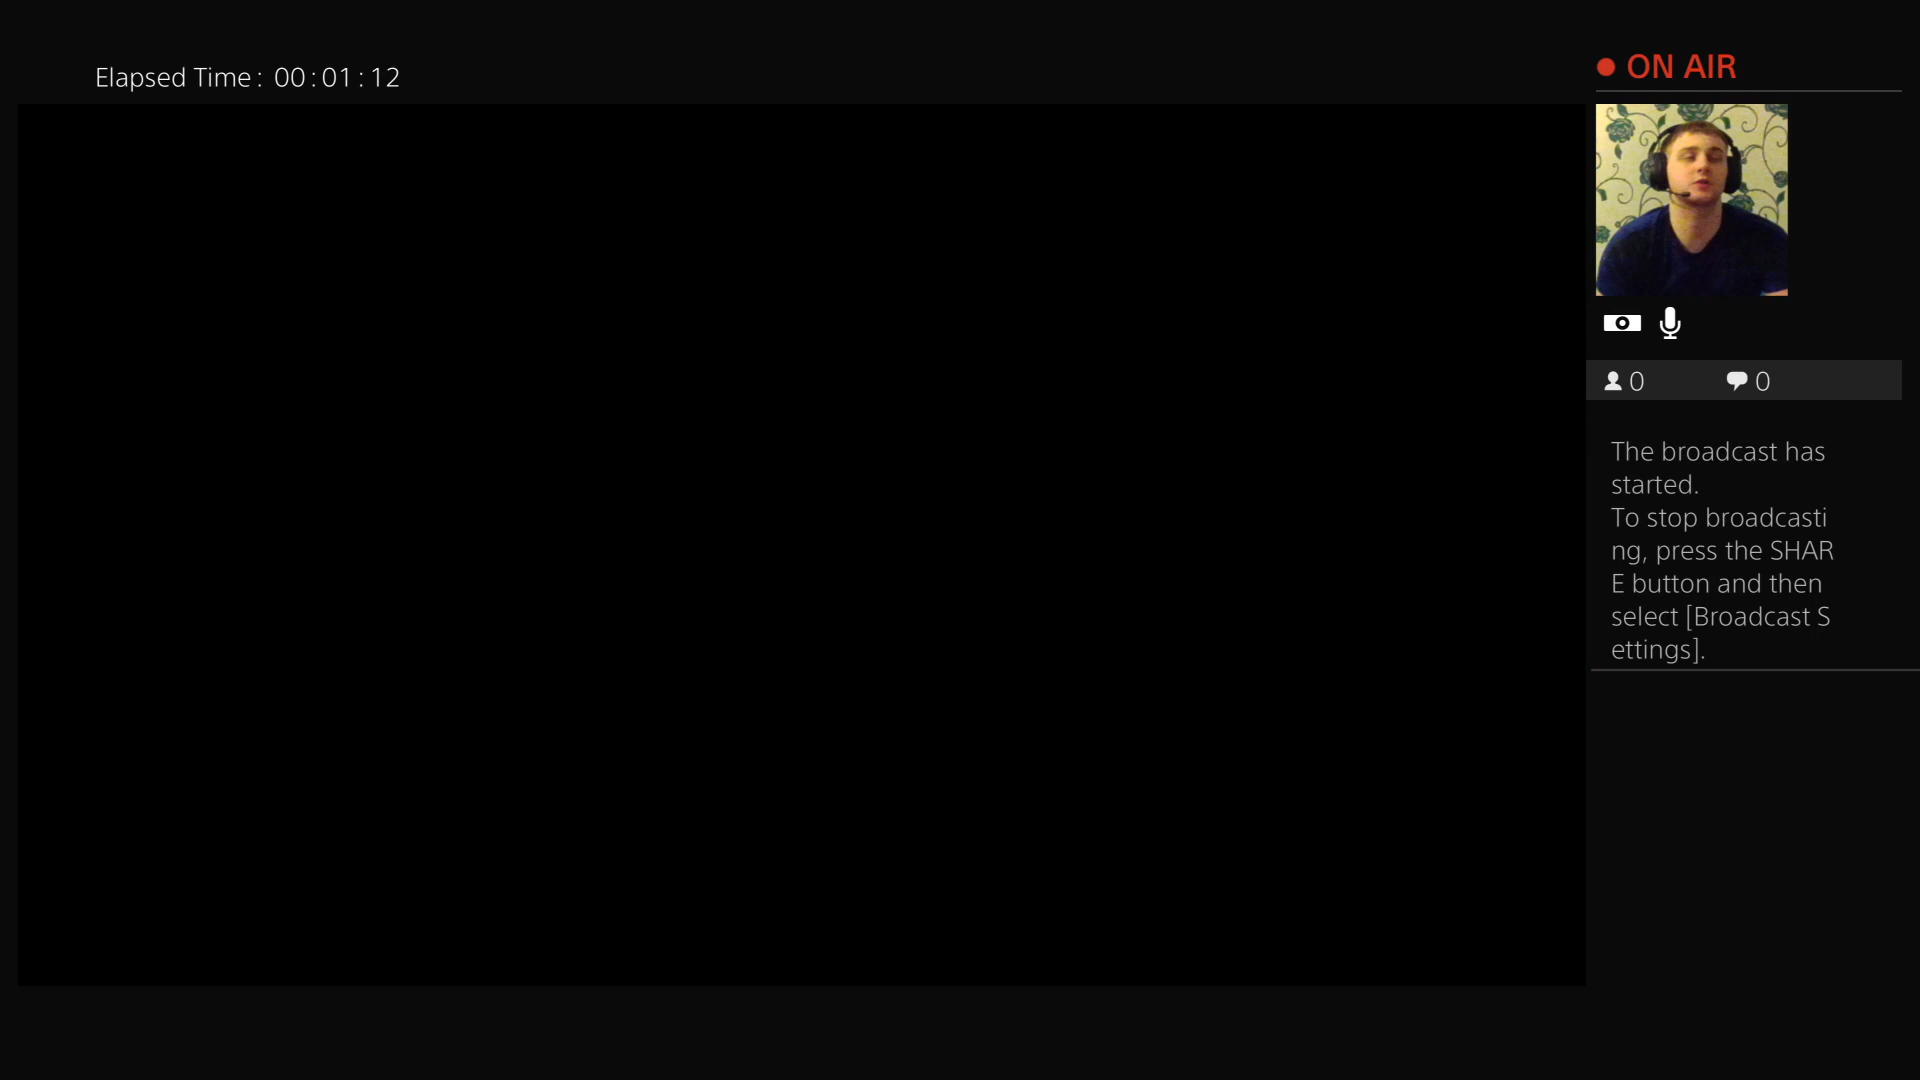 Elapsed Time: 00:01:12
ON AIR
0
0
The broadcast has
started.
To stop broadcasti
ng, press the SHAR
E button and then
select [Broadcast S
ettings].